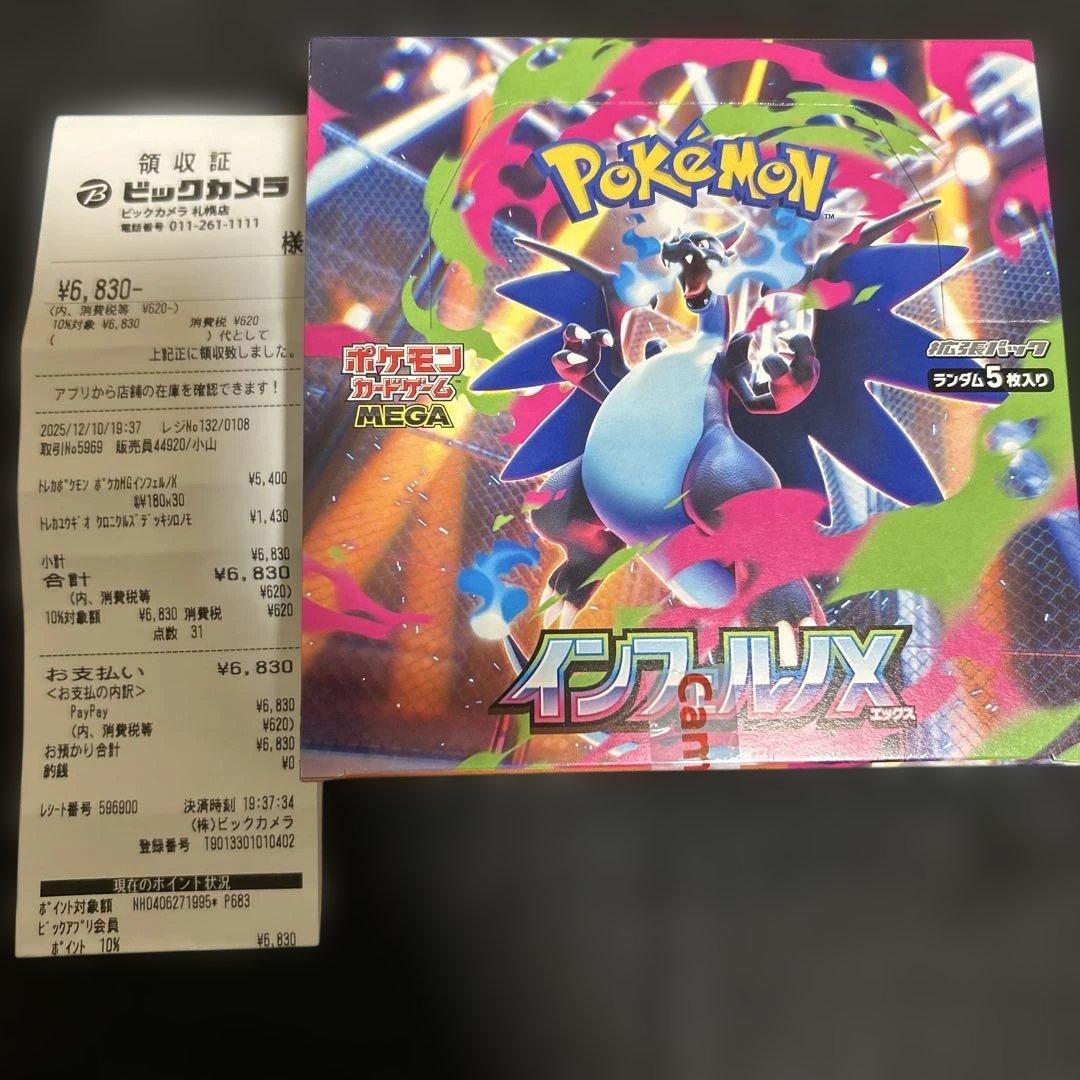 領収証
ビックカメラ
ビックカメラ 札幌店
電話番号 011-261-1111
様
¥6,830-
(内、消費税等 ¥620-)
10%対象 ¥6,830 消費税 ¥620
( )代として
上記正に領収致しました。
アプリから店舗の在庫を確認できます!
2025/12/10/19:37 レジNo132/0108
取引No5969 販売員44920/小山
トレカポケモン ポケカMGインフェルノX ¥5,400
¥180x30
トレカユウギオ クロニクルズデッキシロノモ ¥1,430
小計 ¥6,830
合計 ¥6,830
(内、消費税等 ¥620)
10%対象額 ¥6,830 消費税 ¥620
点数 31
お支払い ¥6,830
<お支払の内訳>
PayPay ¥6,830
(内、消費税等 ¥620)
お預かり合計 ¥6,830
釣銭 ¥0
レシート番号 596900 決済時刻 19:37:34
(株)ビックカメラ
登録番号 T9013301010402
現在のポイント状況
ポイント対象額 NH0406271995* P683
ビックアプリ会員
ポイント 10% ¥6,830
POKéMON
TM
ポケモン
カードゲーム
MEGA
拡張パック
ランダム5枚入り
インフェルノX
エックス
Cam